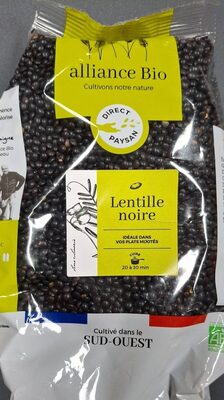 alliance Bio
Cultivons notre nature
DIRECT
PAYSAN
Lentille
noire
IDÉALE DANS
VOS PLATS MIJOTÉS
20 à 30 min
Cultivé dans le
SUD-OUEST